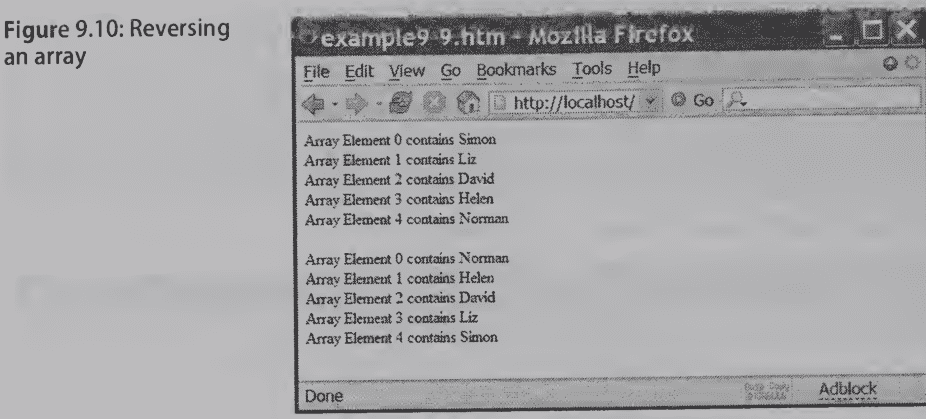 Figure 9.10: Reversing
an array
example9-9.htm - Mozilla Firefox
File Edit View Go Bookmarks Tools Help
http://localhost/ Go
Array Element 0 contains Simon
Array Element 1 contains Liz
Array Element 2 contains David
Array Element 3 contains Helen
Array Element 4 contains Norman
Array Element 0 contains Norman
Array Element 1 contains Helen
Array Element 2 contains David
Array Element 3 contains Liz
Array Element 4 contains Simon
Done Adblock